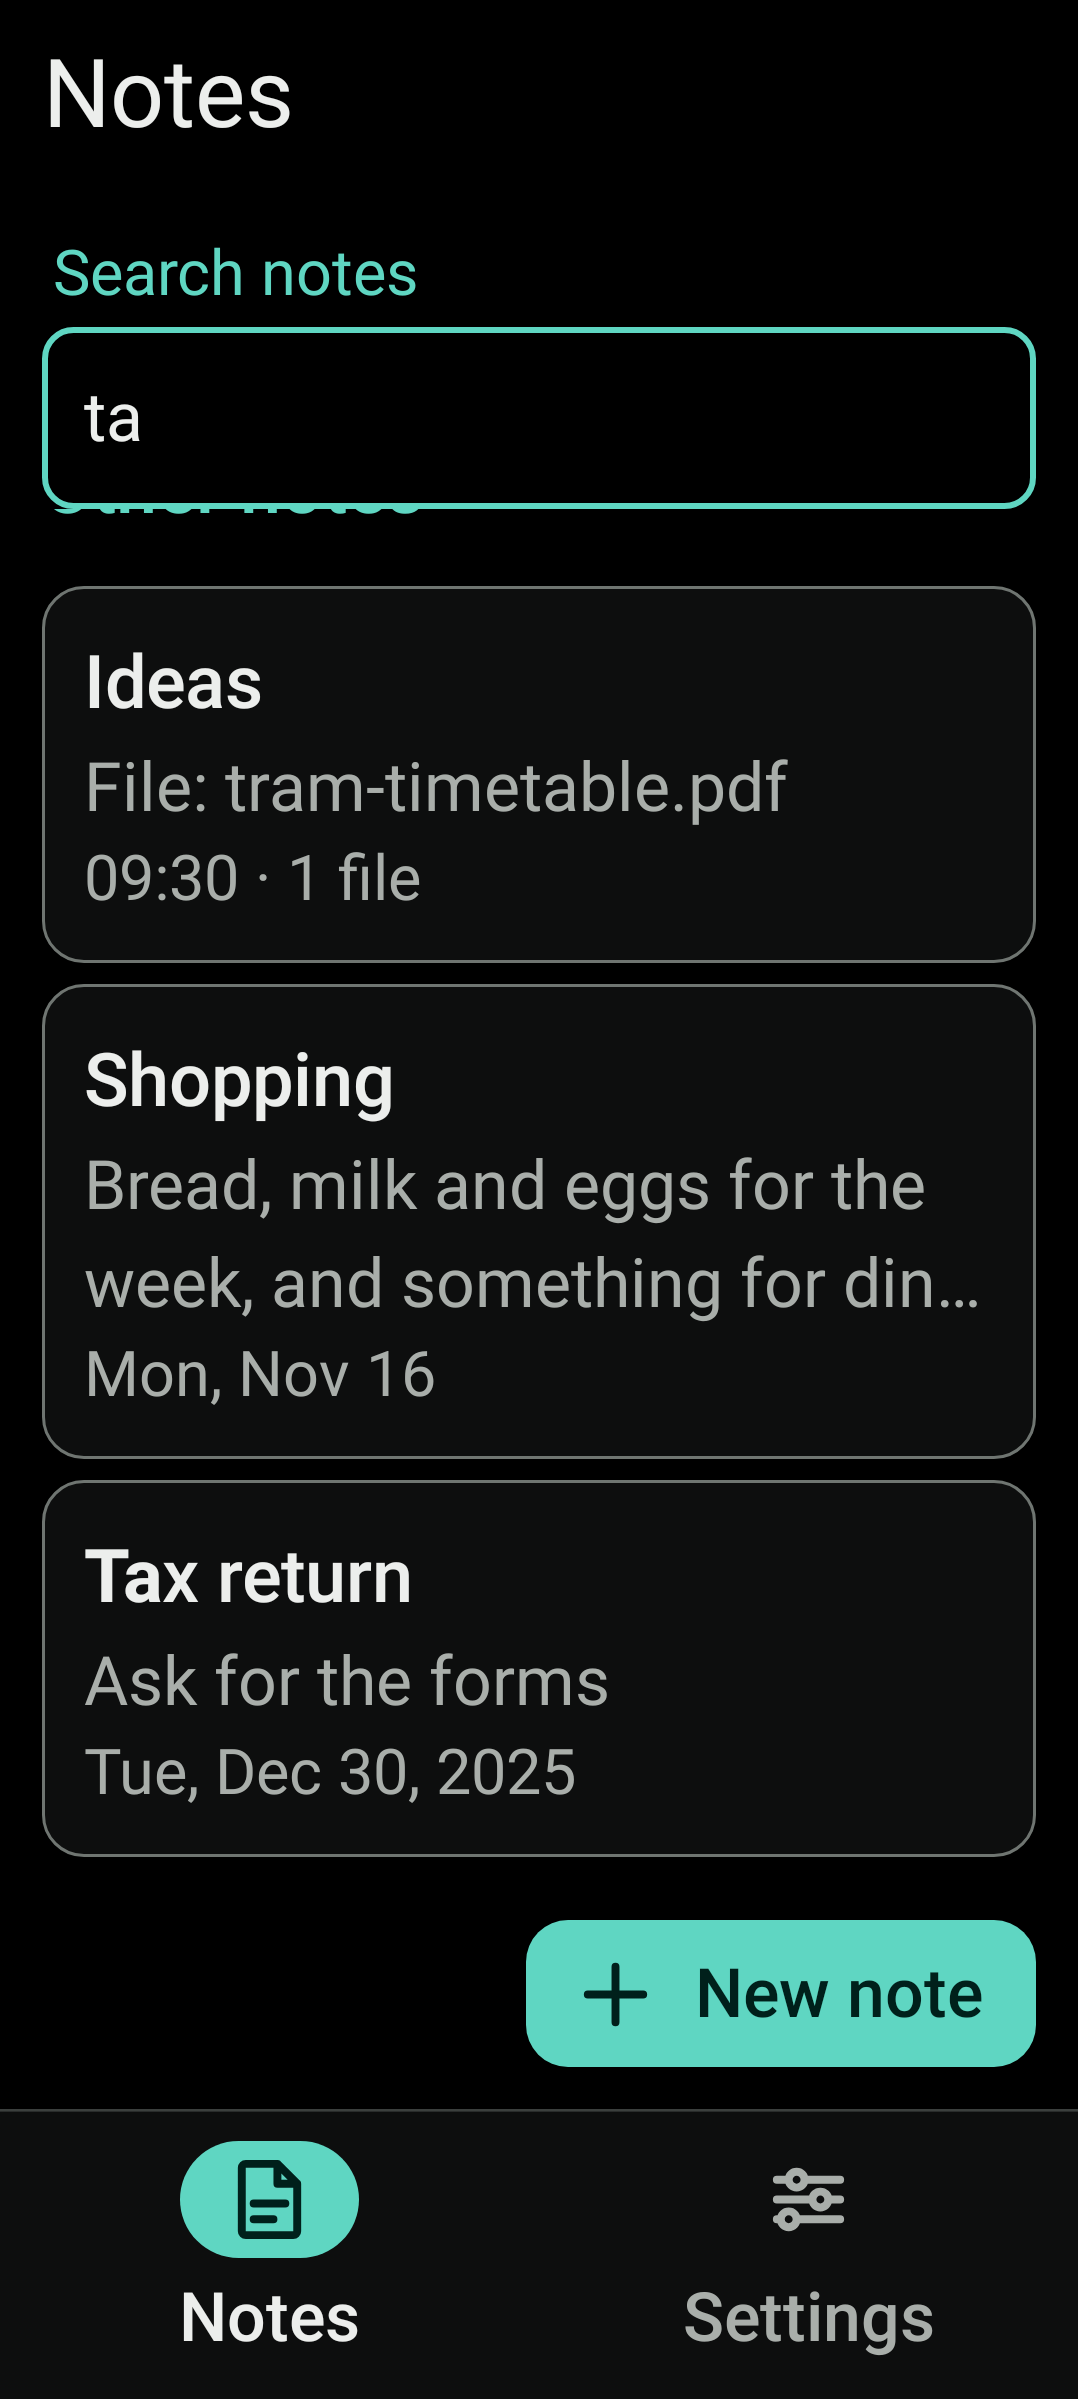 Notes
Search notes
ta
Ideas
File: tram-timetable.pdf
09:30 · 1 file
Shopping
Bread, milk and eggs for the
week, and something for din…
Mon, Nov 16
Tax return
Ask for the forms
Tue, Dec 30, 2025
New note
Notes
Settings